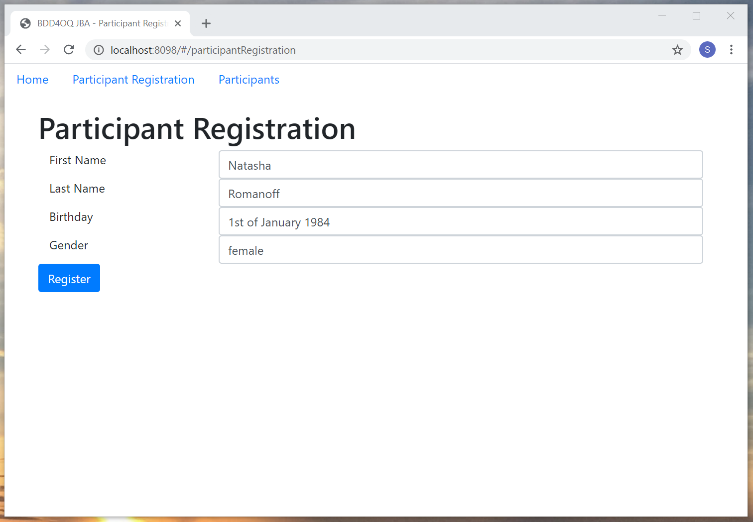 BDD4OQ JBA - Participant Regist
localhost:8098/#/participantRegistration
S
Home Participant Registration Participants
Participant Registration
First Name Natasha
Last Name Romanoff
Birthday 1st of January 1984
Gender female
Register